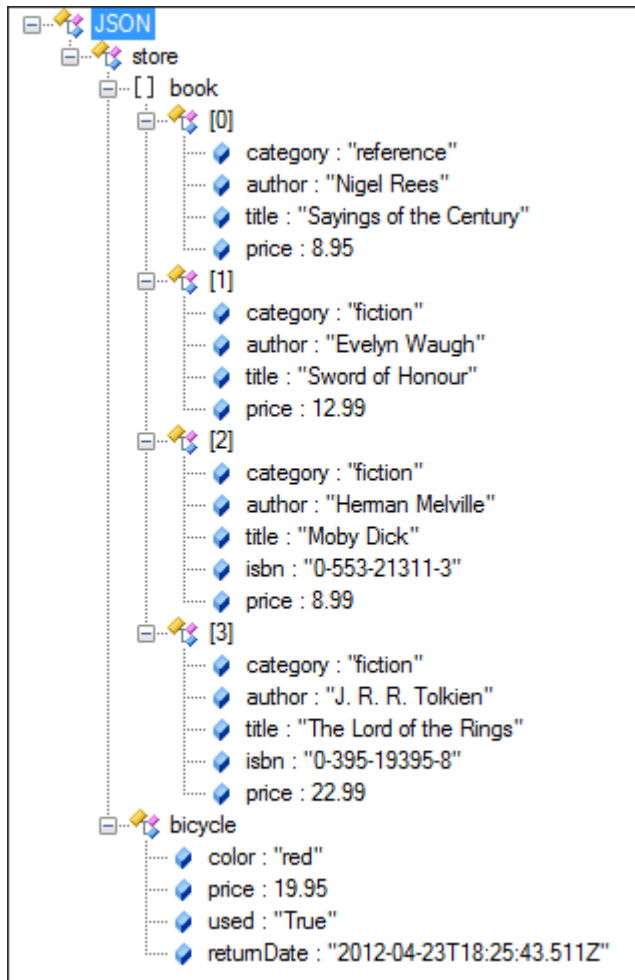 JSON
store
[ ] book
[0]
category : "reference"
author : "Nigel Rees"
title : "Sayings of the Century"
price : 8.95
[1]
category : "fiction"
author : "Evelyn Waugh"
title : "Sword of Honour"
price : 12.99
[2]
category : "fiction"
author : "Herman Melville"
title : "Moby Dick"
isbn : "0-553-21311-3"
price : 8.99
[3]
category : "fiction"
author : "J. R. R. Tolkien"
title : "The Lord of the Rings"
isbn : "0-395-19395-8"
price : 22.99
bicycle
color : "red"
price : 19.95
used : "True"
returnDate : "2012-04-23T18:25:43.511Z"